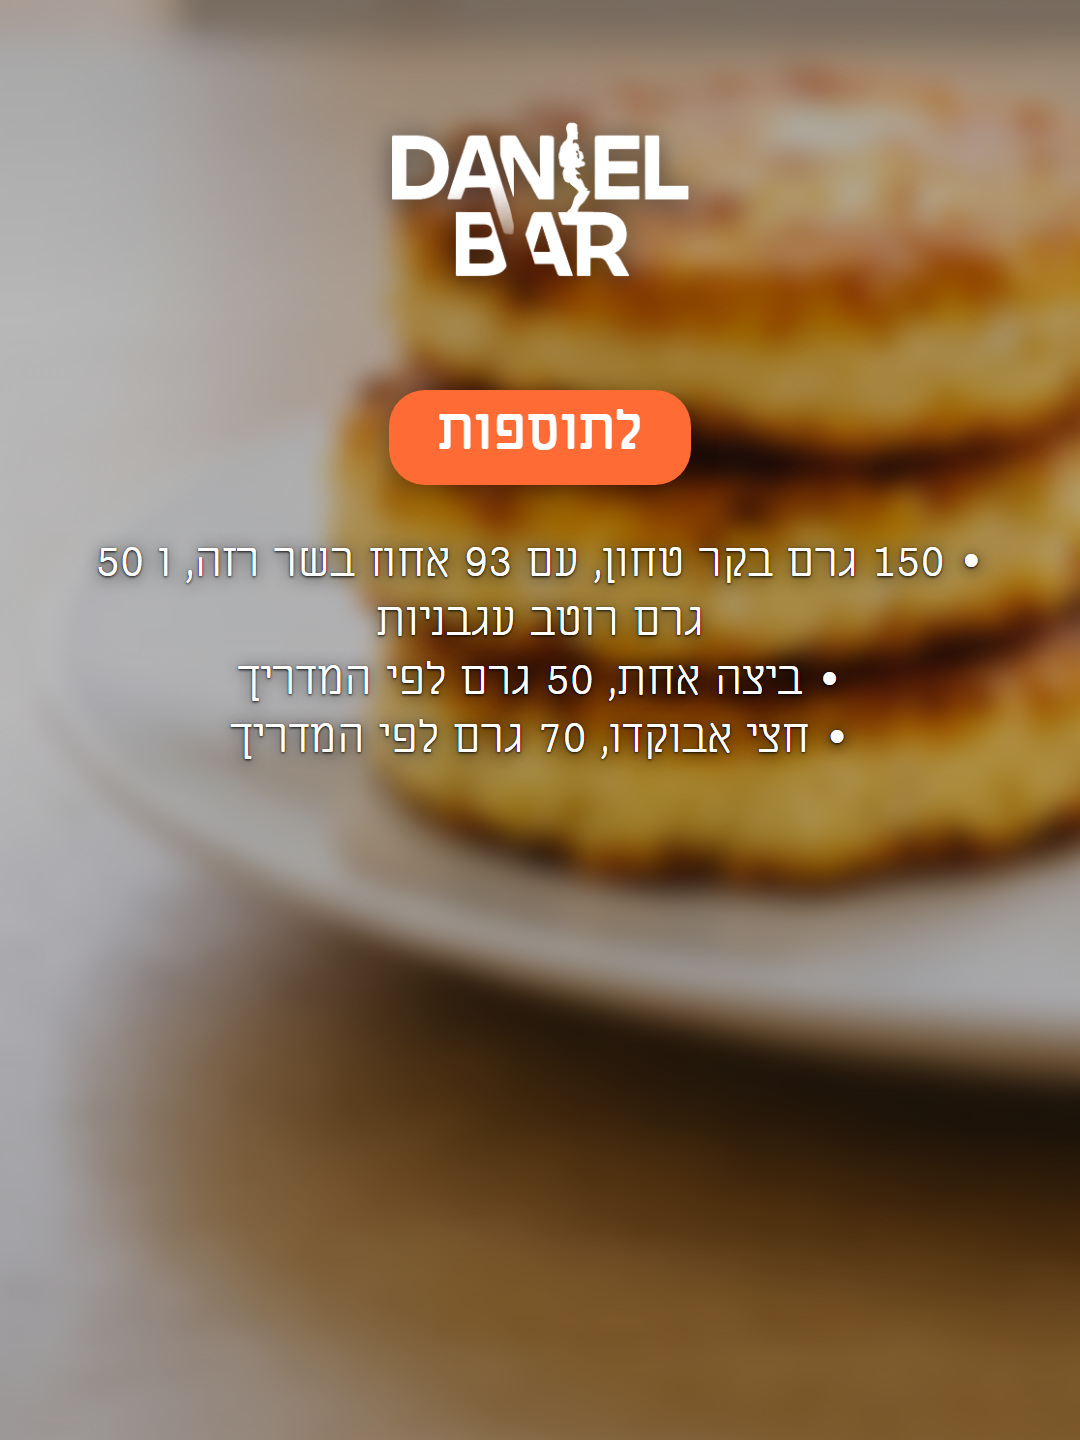 DANIEL
BAR
לתוספות
• 150 גרם בקר טחון, עם 93 אחוז בשר רזה, ו 50
גרם רוטב עגבניות
• ביצה אחת, 50 גרם לפי המדריך
• חצי אבוקדו, 70 גרם לפי המדריך